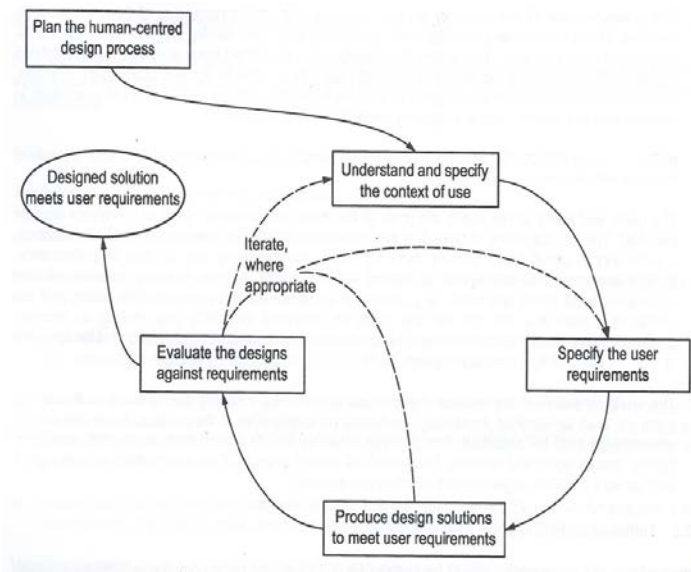 Plan the human-centred
design process
Understand and specify
the context of use
Designed solution
meets user requirements
Iterate,
where
appropriate
Evaluate the designs
against requirements
Specify the user
requirements
Produce design solutions
to meet user requirements